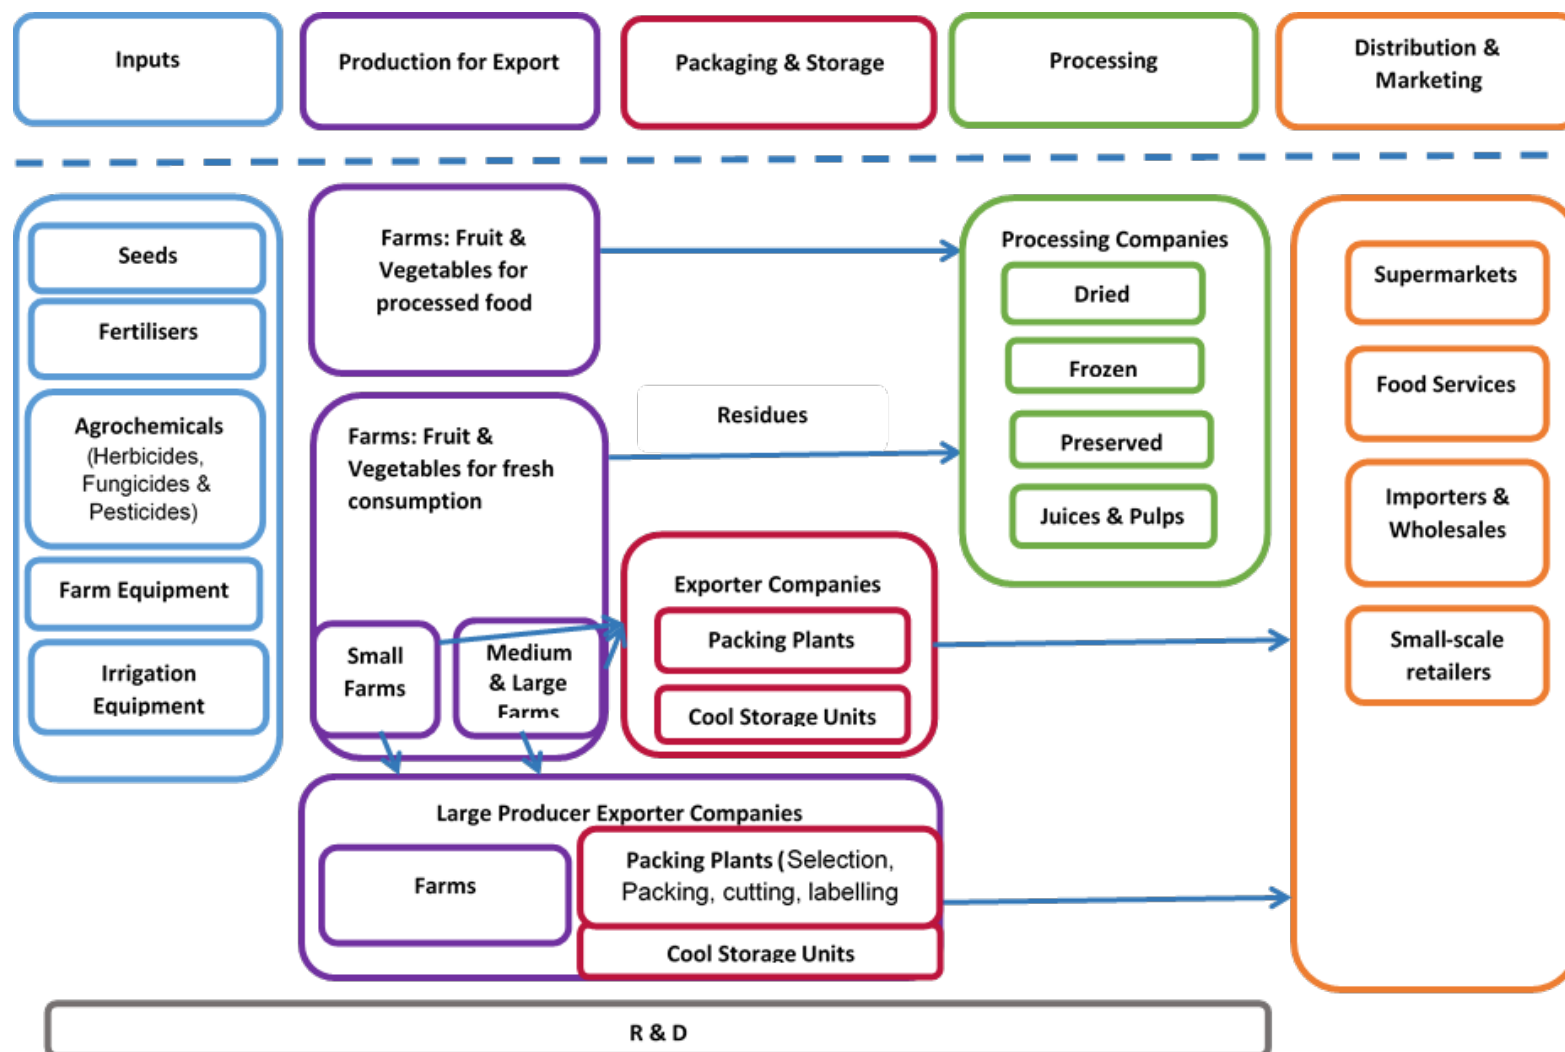 Inputs
Production for Export
Packaging & Storage
Processing
Distribution &
Marketing
Seeds
Fertilisers
Agrochemicals
(Herbicides,
Fungicides &
Pesticides)
Farm Equipment
Irrigation
Equipment
Farms: Fruit &
Vegetables for
processed food
Farms: Fruit &
Vegetables for fresh
consumption
Small
Farms
Medium
& Large
Farms
Residues
Exporter Companies
Packing Plants
Cool Storage Units
Large Producer Exporter Companies
Farms
Packing Plants (Selection,
Packing, cutting, labelling
Cool Storage Units
Processing Companies
Dried
Frozen
Preserved
Juices & Pulps
Supermarkets
Food Services
Importers &
Wholesales
Small-scale
retailers
R & D